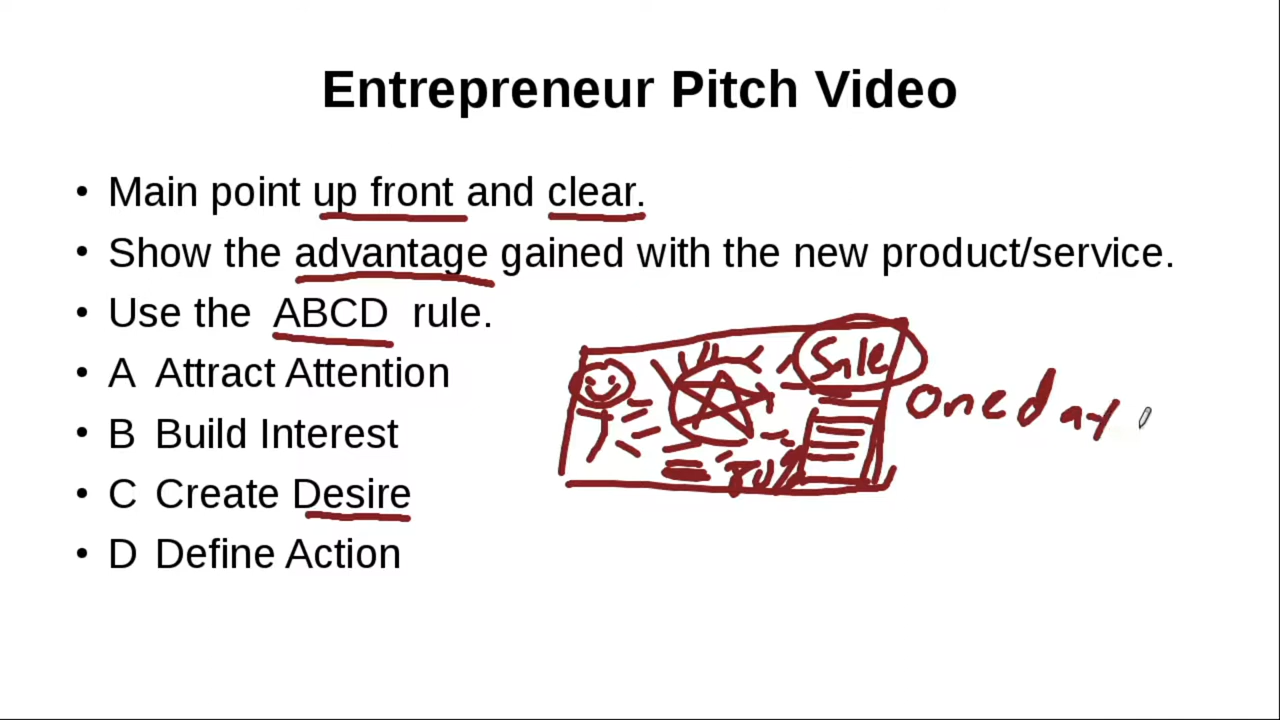 Entrepreneur Pitch Video
• Main point up front and clear.
• Show the advantage gained with the new product/service.
• Use the ABCD rule.
• A Attract Attention
• B Build Interest
• C Create Desire
• D Define Action
Sale
one day